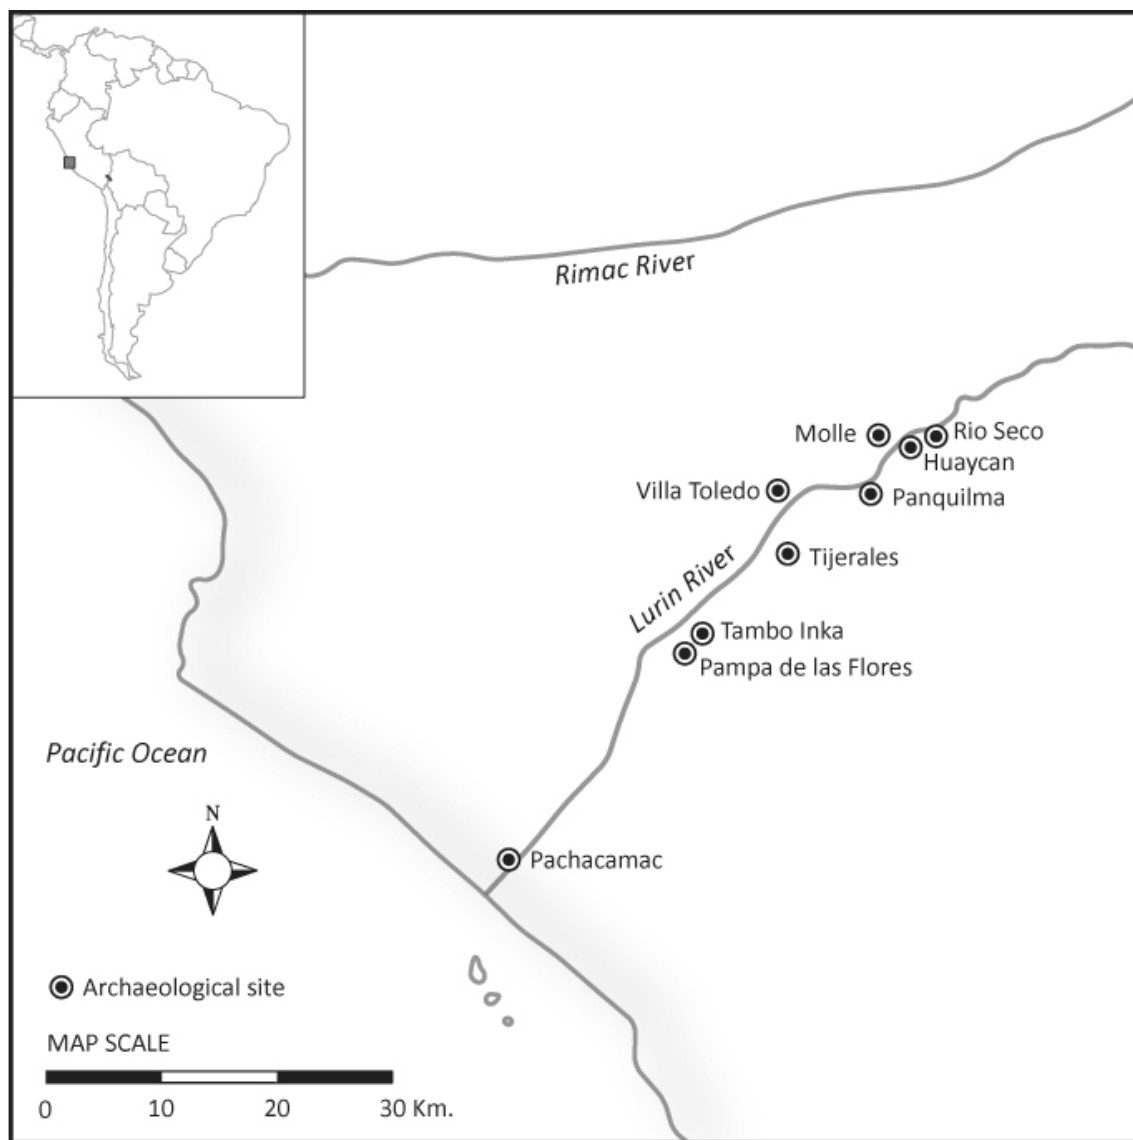 Rimac River
Molle
Rio Seco
Huaycan
Villa Toledo
Panquilma
Tijerales
Lurin River
Tambo Inka
Pampa de las Flores
Pacific Ocean
N
Pachacamac
Archaeological site
MAP SCALE
0 10 20 30 Km.